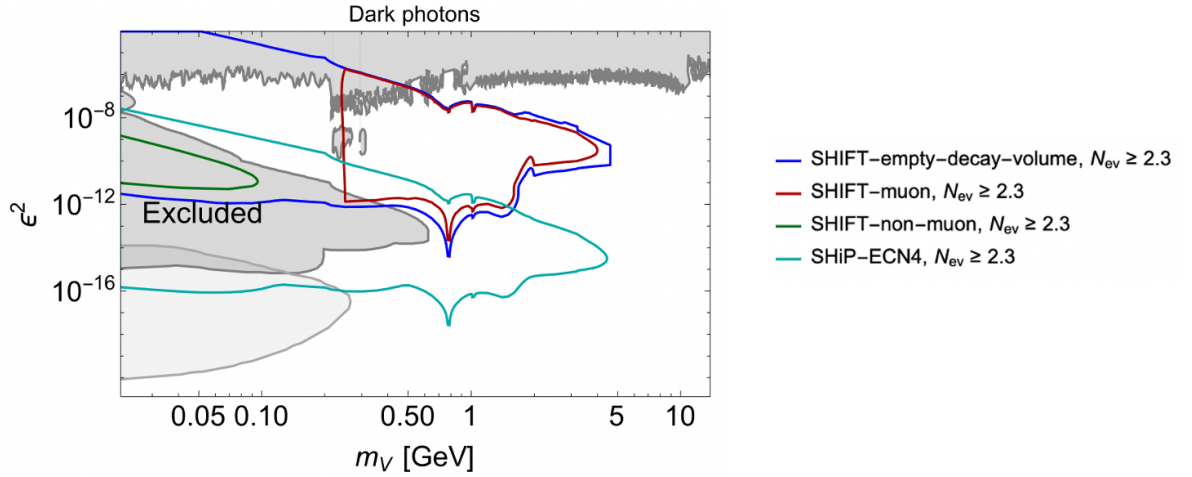 Dark photons
10⁻⁸
10⁻¹²
10⁻¹⁶
ϵ²
Excluded
0.05 0.10 0.50 1 5 10
m_V [GeV]
SHIFT-empty-decay-volume, N_ev ≥ 2.3
SHIFT-muon, N_ev ≥ 2.3
SHIFT-non-muon, N_ev ≥ 2.3
SHiP-ECN4, N_ev ≥ 2.3